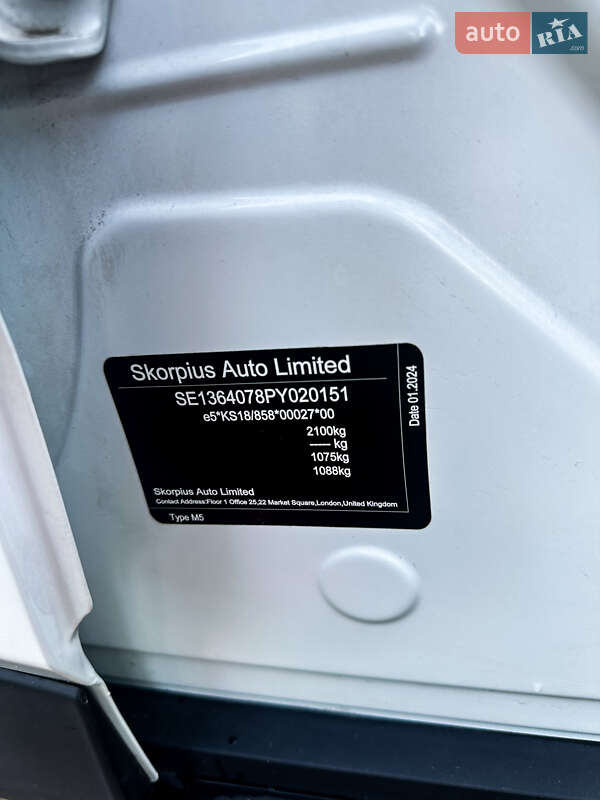 auto RIA .com
Skorpius Auto Limited
SE1364078PY020151
e5*KS18/858*00027*00
2100kg
----- kg
1075kg
1088kg
Date 01.2024
Skorpius Auto Limited
Contact Address:Floor 1 Office 25,22 Market Square,London,United Kingdom
Type M5